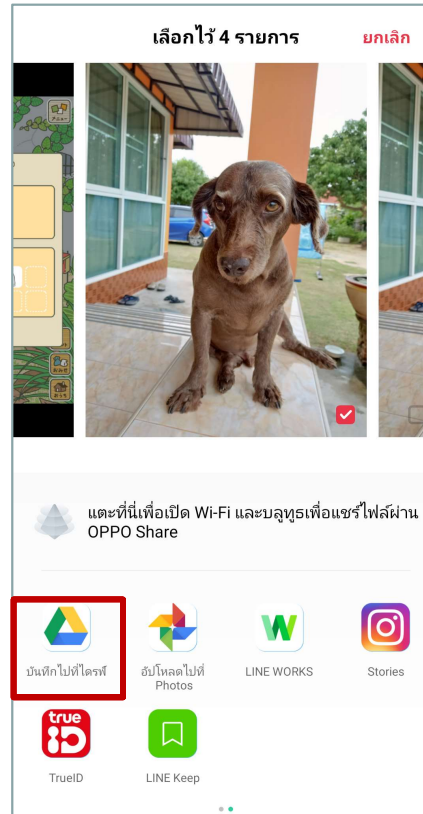 เลือกไว้ 4 รายการ ยกเลิก
แตะที่นี่เพื่อเปิด Wi-Fi และบลูทูธเพื่อแชร์ไฟล์ผ่าน
OPPO Share
บันทึกไปที่ไดรฟ์
อัปโหลดไปที่
Photos
LINE WORKS
Stories
true
iD
TrueID
LINE Keep